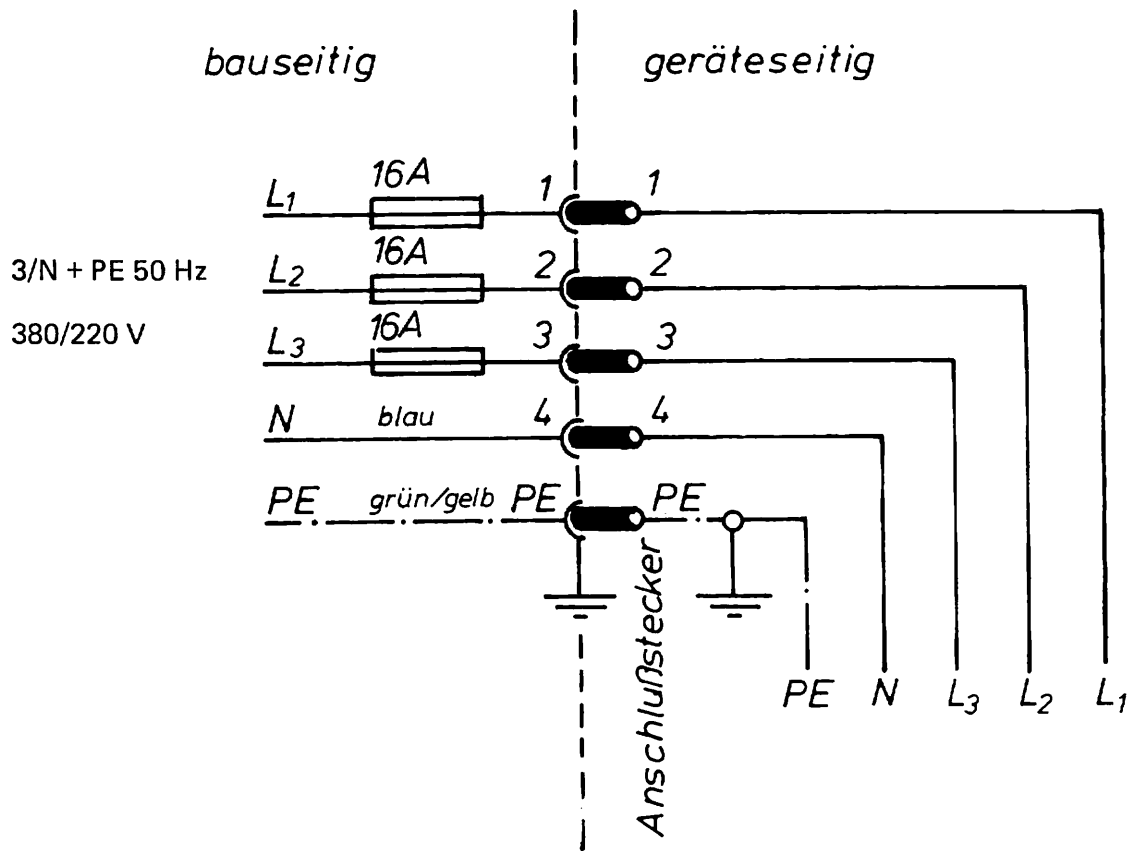 bauseitig geräteseitig
16A 1 1
L1
16A 2 2
3/N + PE 50 Hz L2
380/220 V 16A 3 3
L3
N blau 4 4
PE grün/gelb PE PE
Anschlußstecker
PE N L3 L2 L1